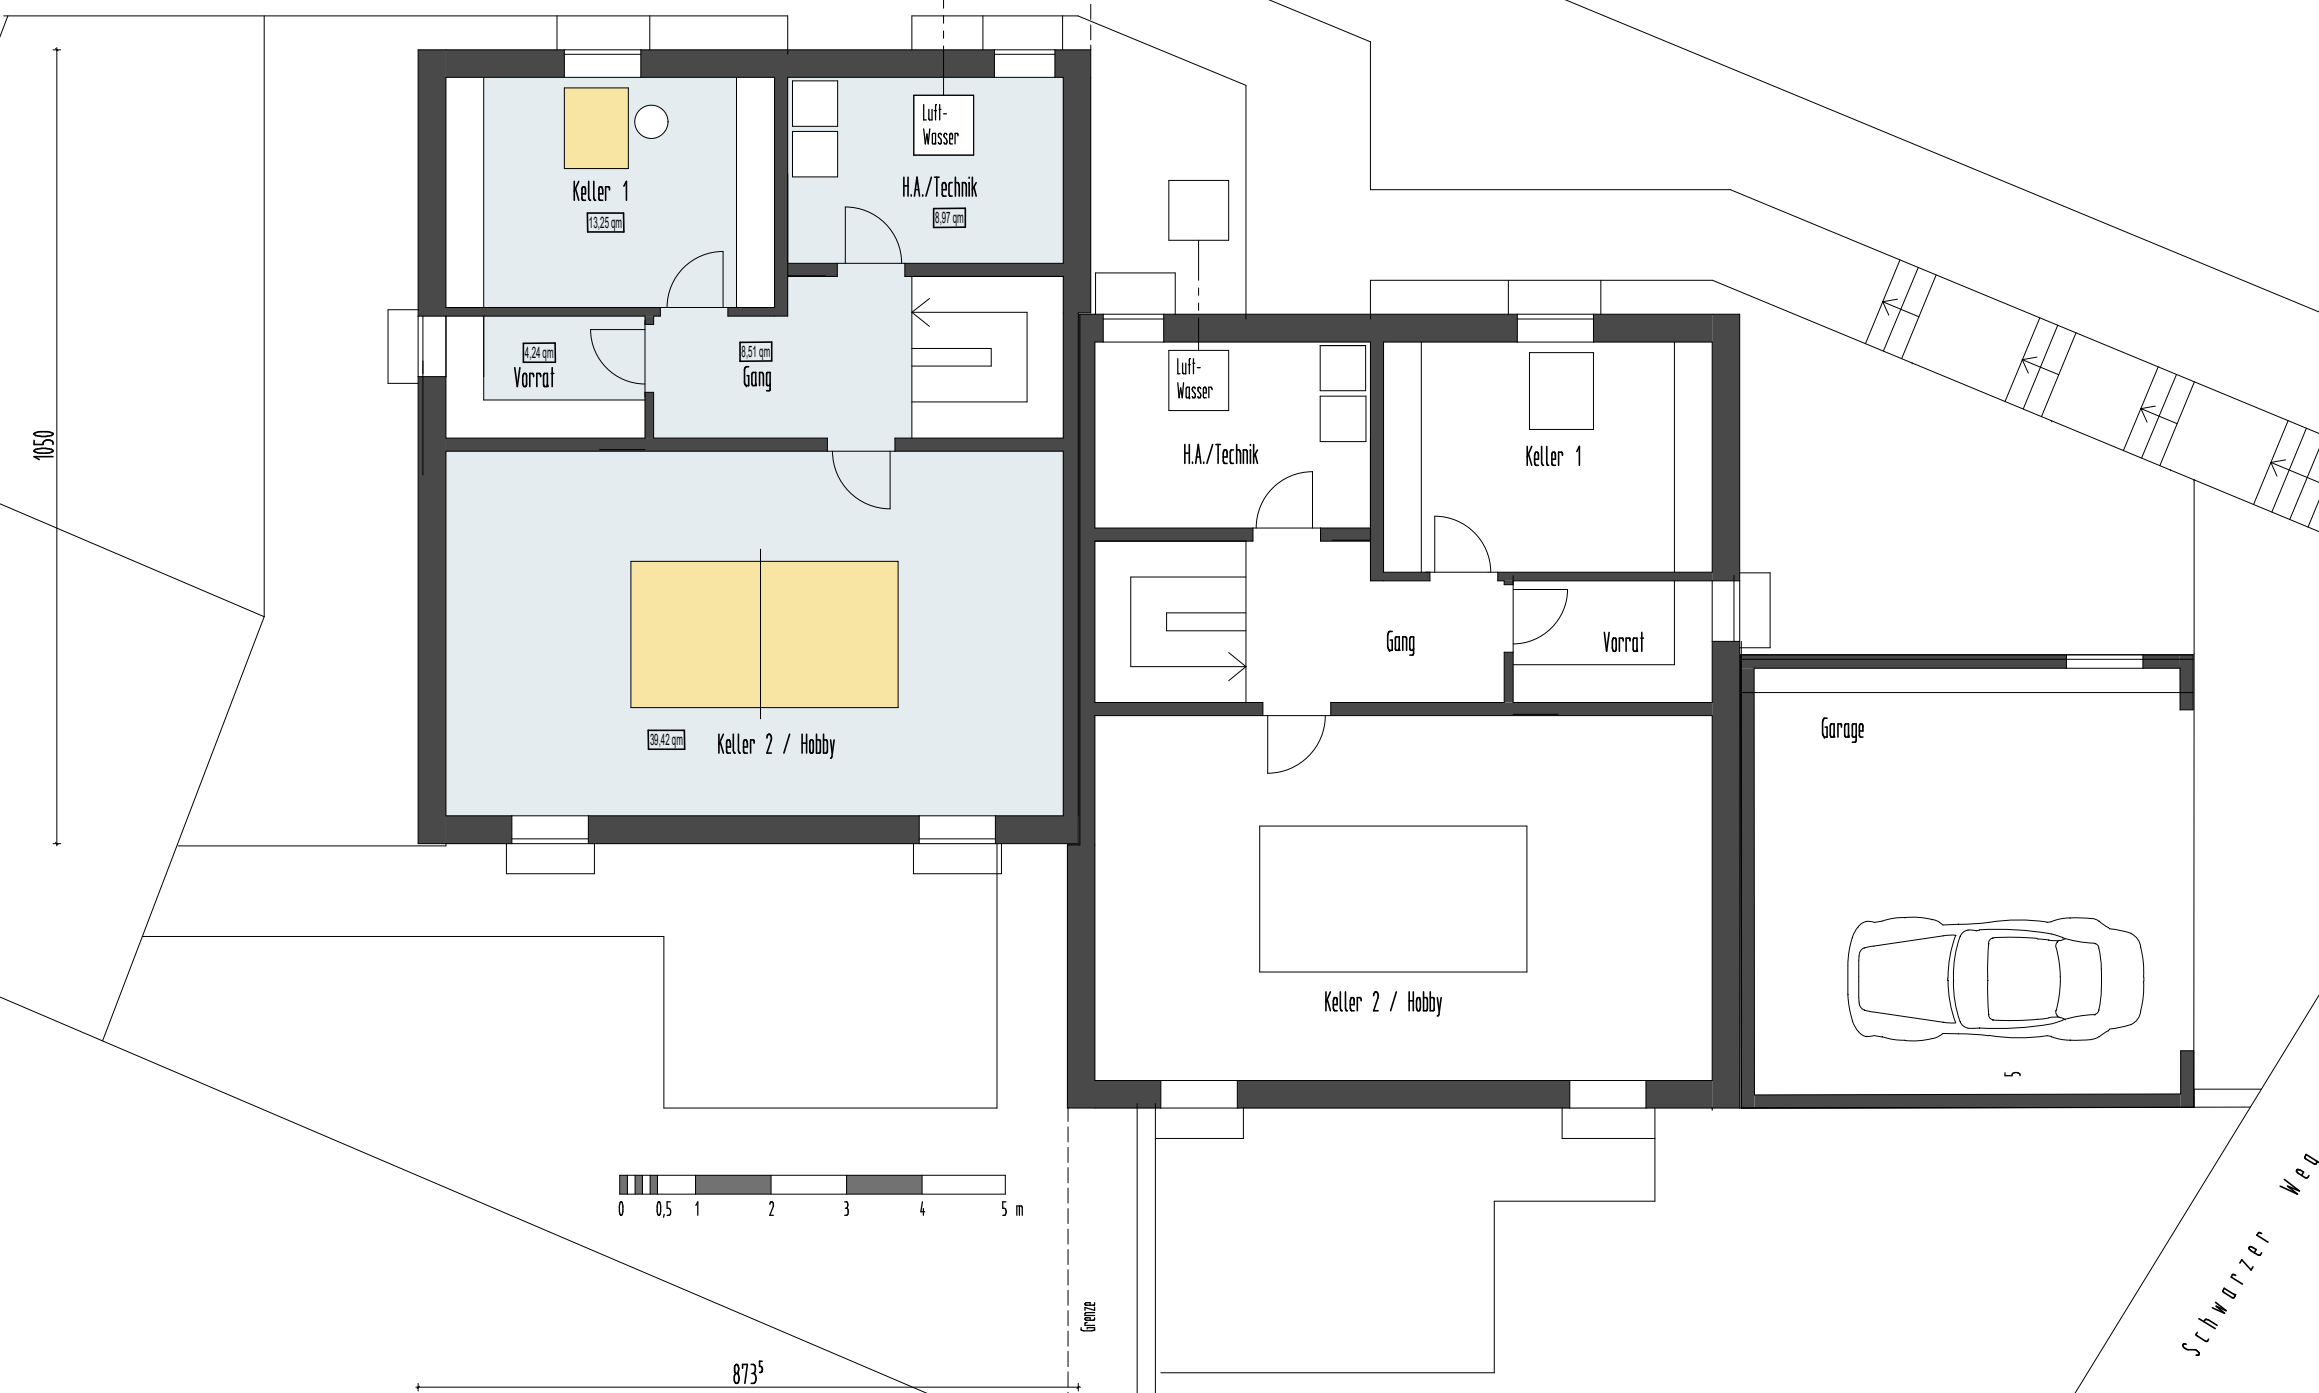 Luft-
Wasser
Keller 1
13,25 qm
H.A./Technik
8,97 qm
4,24 qm
Vorrat
8,51 qm
Gang
1050
39,42 qm
Keller 2 / Hobby
Luft-
Wasser
H.A./Technik
Keller 1
Gang
Vorrat
Garage
Keller 2 / Hobby
5
0 0,5 1 2 3 4 5 m
Grenze
873⁵
Schwarzer Weg